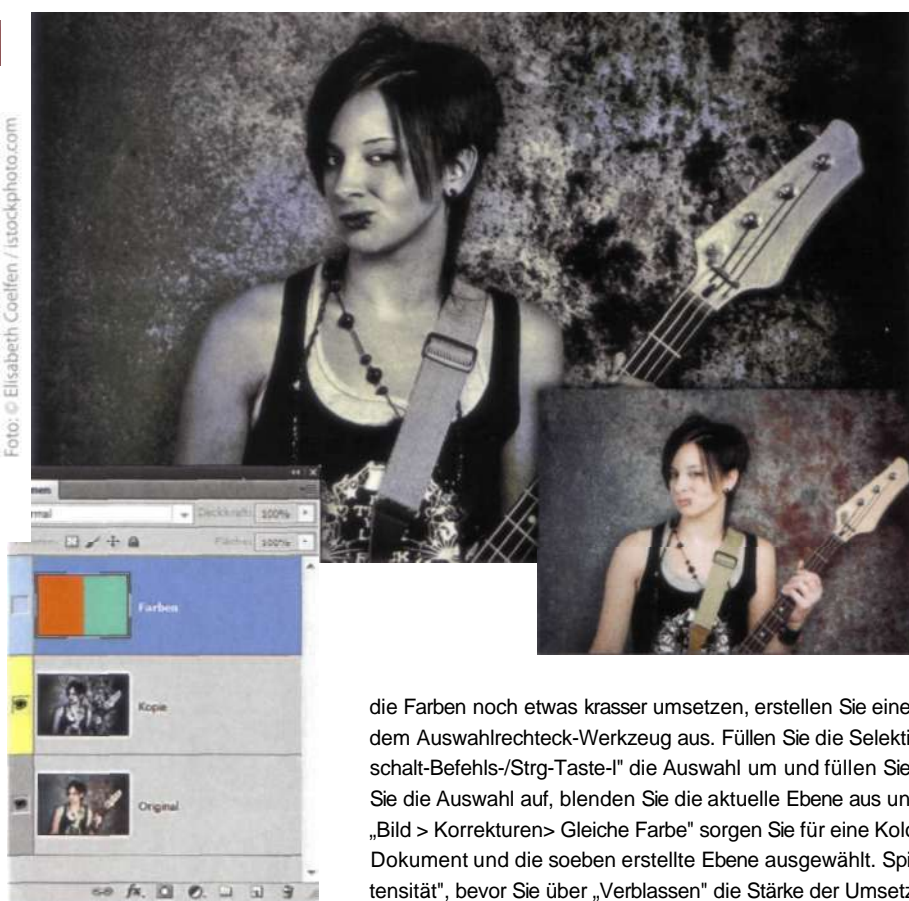 Foto: © Elisabeth Coelfen / istockphoto.com
Deckkraft: 100%
Fläche: 100%
Farben
Kopie
Original
die Farben noch etwas krasser umsetzen, erstellen Sie eine
dem Auswahlrechteck-Werkzeug aus. Füllen Sie die Selekti
schalt-Befehls-/Strg-Taste-I" die Auswahl um und füllen Sie
Sie die Auswahl auf, blenden Sie die aktuelle Ebene aus un
„Bild > Korrekturen> Gleiche Farbe" sorgen Sie für eine Kolo
Dokument und die soeben erstellte Ebene ausgewählt. Spi
tensität", bevor Sie über „Verblassen" die Stärke der Umsetz